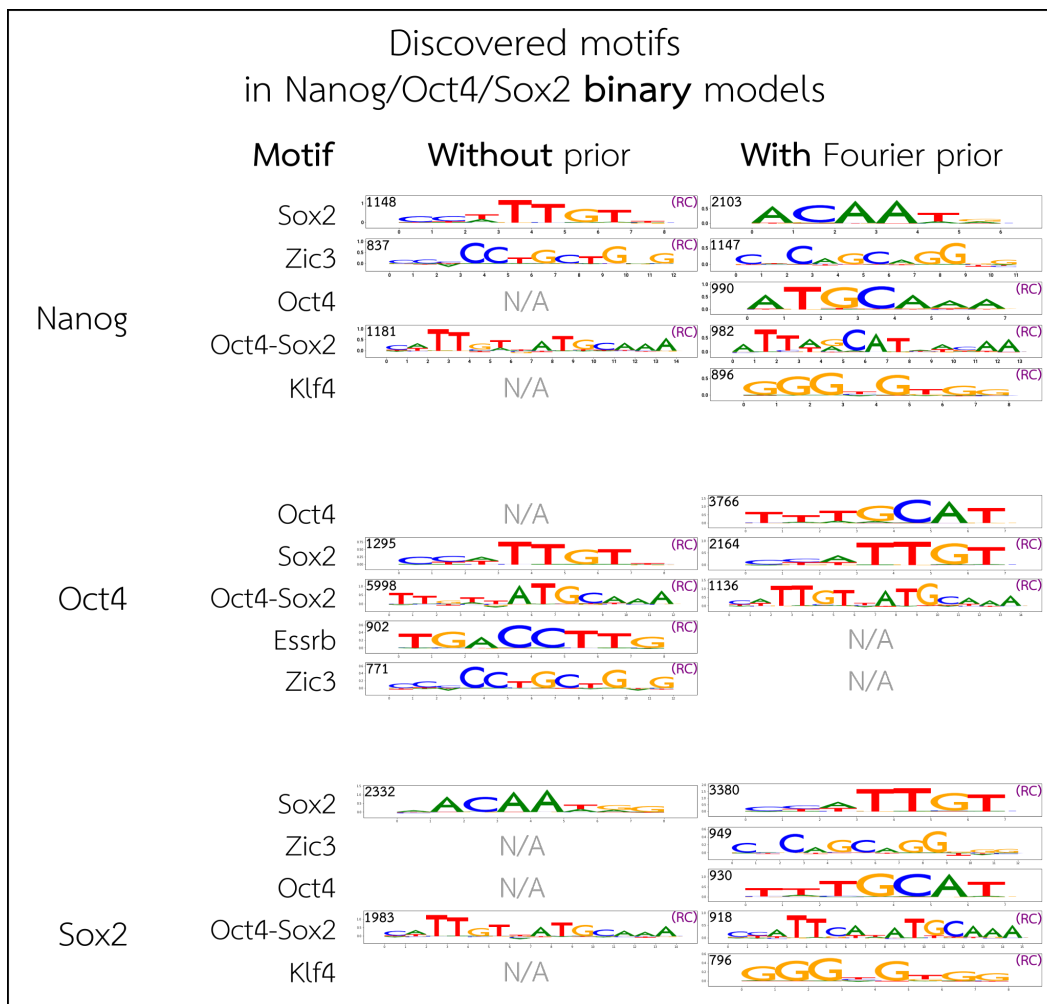 Discovered motifs
in Nanog/Oct4/Sox2 binary models
Motif Without prior With Fourier prior
Nanog
Sox2 1148 (RC) 2103
Zic3 837 (RC) 1147
Oct4 N/A 990 (RC)
Oct4-Sox2 1181 (RC) 982 (RC)
Klf4 N/A 896 (RC)
Oct4
Oct4 N/A 3766
Sox2 1295 (RC) 2164 (RC)
Oct4-Sox2 5998 (RC) 1136 (RC)
Essrb 902 (RC) N/A
Zic3 771 (RC) N/A
Sox2
Sox2 2332 3380 (RC)
Zic3 N/A 949
Oct4 N/A 930
Oct4-Sox2 1983 (RC) 918 (RC)
Klf4 N/A 796 (RC)